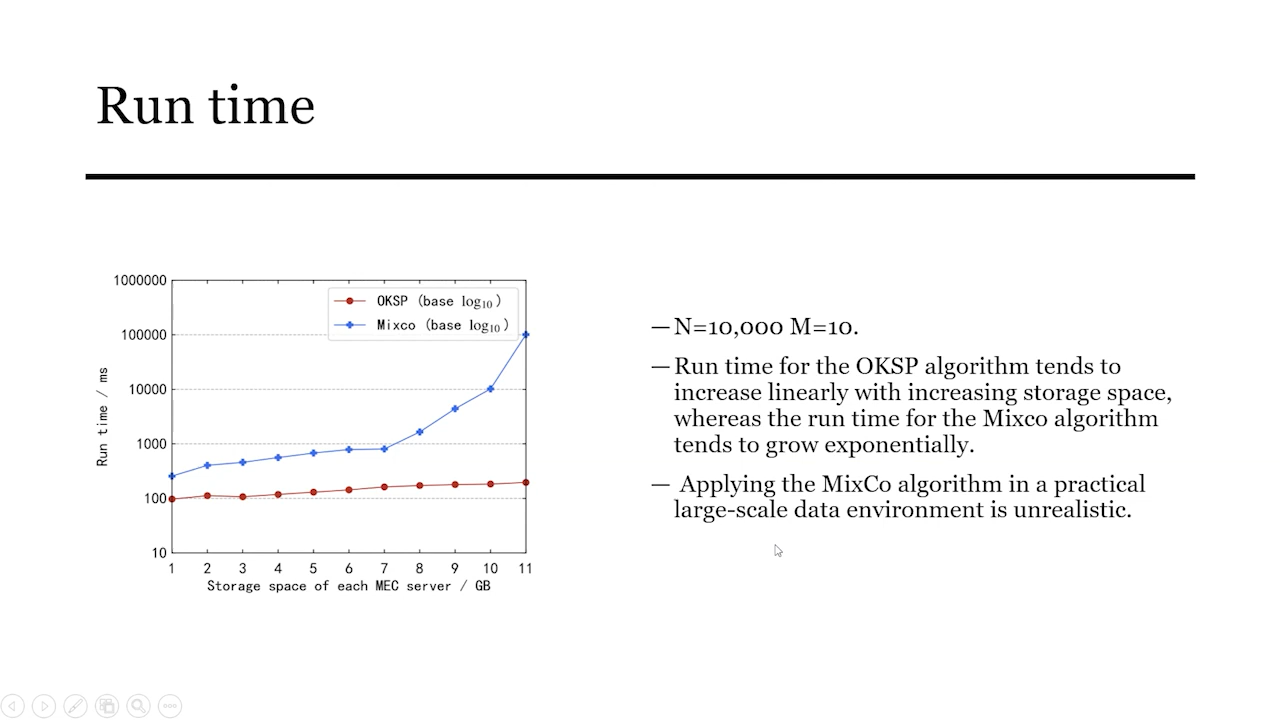 Run time
1000000
100000
10000
1000
100
10
Run time / ms
OKSP (base log₁₀)
Mixco (base log₁₀)
1 2 3 4 5 6 7 8 9 10 11
Storage space of each MEC server / GB
—N=10,000 M=10.
—Run time for the OKSP algorithm tends to
increase linearly with increasing storage space,
whereas the run time for the Mixco algorithm
tends to grow exponentially.
— Applying the MixCo algorithm in a practical
large-scale data environment is unrealistic.